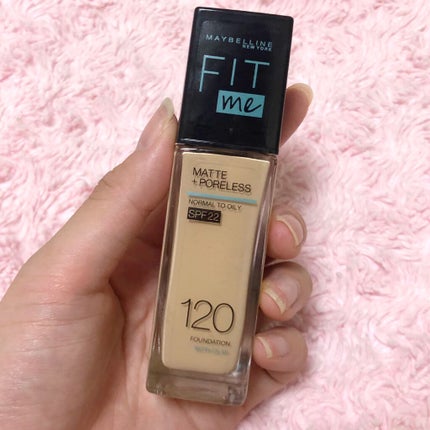 MAYBELLINE
NEW YORK
FIT
me
MATTE
+ PORELESS
NORMAL TO OILY
SPF 22
120
FOUNDATION